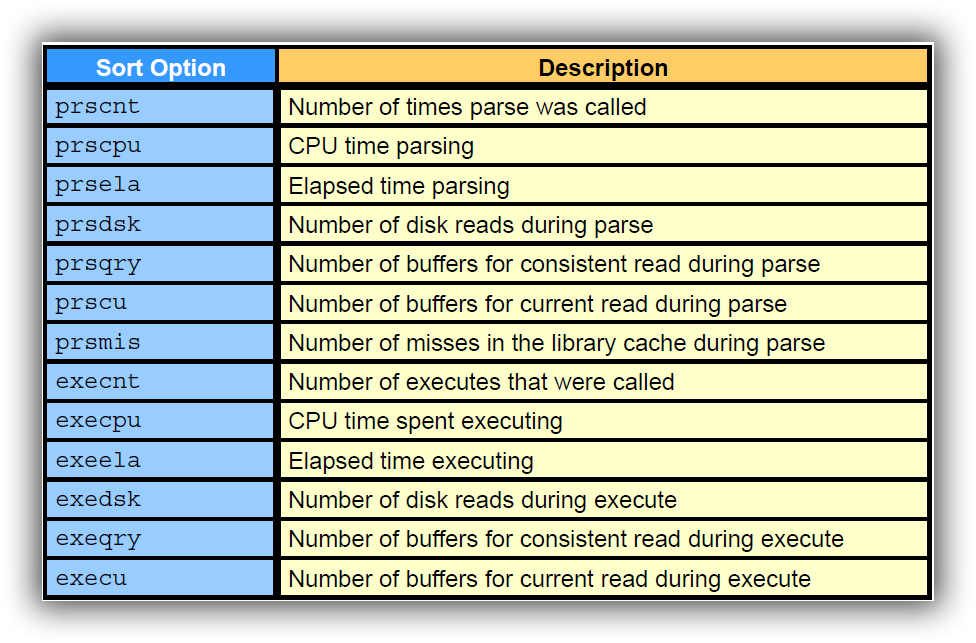 Sort Option Description
prscnt Number of times parse was called
prscpu CPU time parsing
prsela Elapsed time parsing
prsdsk Number of disk reads during parse
prsqry Number of buffers for consistent read during parse
prscu Number of buffers for current read during parse
prsmis Number of misses in the library cache during parse
execnt Number of executes that were called
execpu CPU time spent executing
exeela Elapsed time executing
exedsk Number of disk reads during execute
exeqry Number of buffers for consistent read during execute
execu Number of buffers for current read during execute